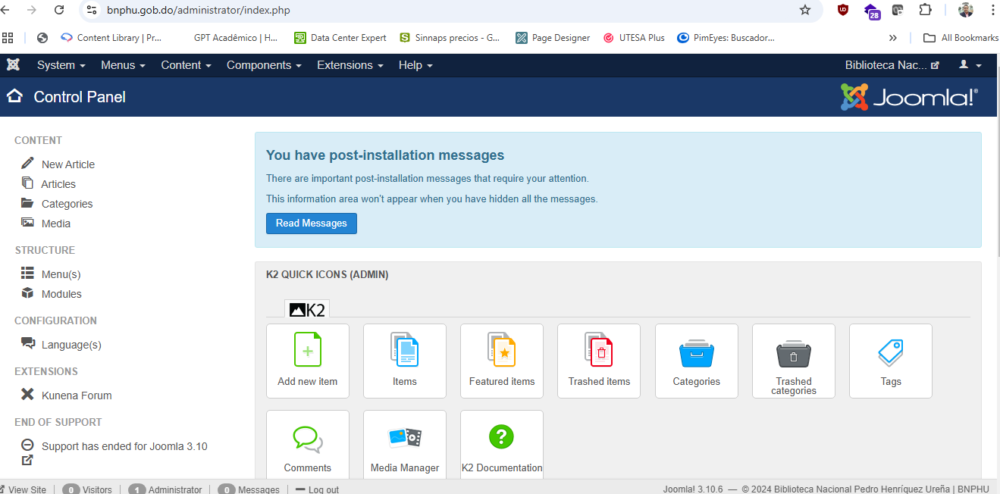 bnphu.gob.do/administrator/index.php
28
Content Library | Pr... GPT Acadêmico | H... Data Center Expert Sinnaps precios - G... Page Designer UTESA Plus PimEyes: Buscador... All Bookmarks
System Menus Content Components Extensions Help Biblioteca Nac...
Control Panel Joomla!®
CONTENT
New Article
Articles
Categories
Media
STRUCTURE
Menu(s)
Modules
CONFIGURATION
Language(s)
EXTENSIONS
Kunena Forum
END OF SUPPORT
Support has ended for Joomla 3.10
You have post-installation messages
There are important post-installation messages that require your attention.
This information area won't appear when you have hidden all the messages.
Read Messages
K2 QUICK ICONS (ADMIN)
K2
Add new item Items Featured items Trashed items Categories Trashed categories Tags
Comments Media Manager K2 Documentation
View Site 0 Visitors 1 Administrator 0 Messages Log out Joomla! 3.10.6 — © 2024 Biblioteca Nacional Pedro Henríquez Ureña | BNPHU